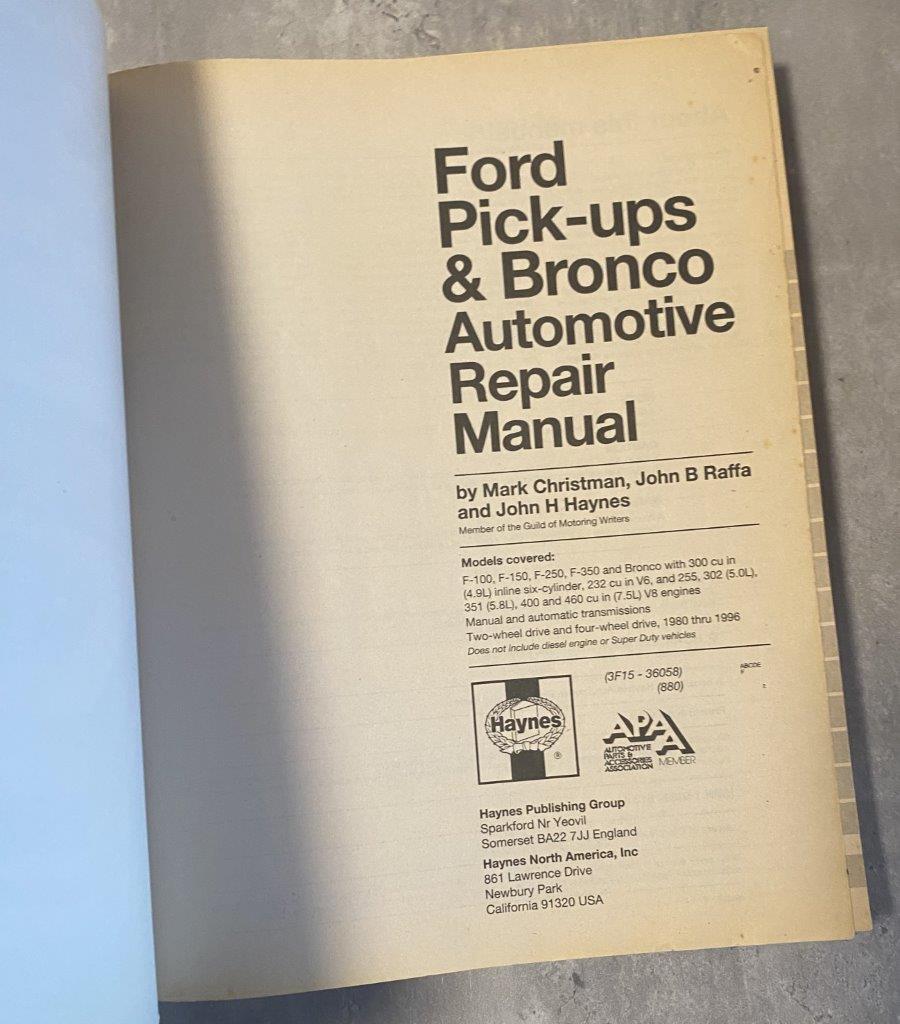 Ford
Pick-ups
& Bronco
Automotive
Repair
Manual
by Mark Christman, John B Raffa
and John H Haynes
Member of the Guild of Motoring Writers
Models covered:
F-100, F-150, F-250, F-350 and Bronco with 300 cu in
(4.9L) inline six-cylinder, 232 cu in V6, and 255, 302 (5.0L),
351 (5.8L), 400 and 460 cu in (7.5L) V8 engines
Manual and automatic transmissions
Two-wheel drive and four-wheel drive, 1980 thru 1996
Does not include diesel engine or Super Duty vehicles
(3F15 - 36058)
(880)
ABCDE
F
Haynes
®
APAA
AUTOMOTIVE
PARTS &
ACCESSORIES
ASSOCIATION
MEMBER
Haynes Publishing Group
Sparkford Nr Yeovil
Somerset BA22 7JJ England
Haynes North America, Inc
861 Lawrence Drive
Newbury Park
California 91320 USA